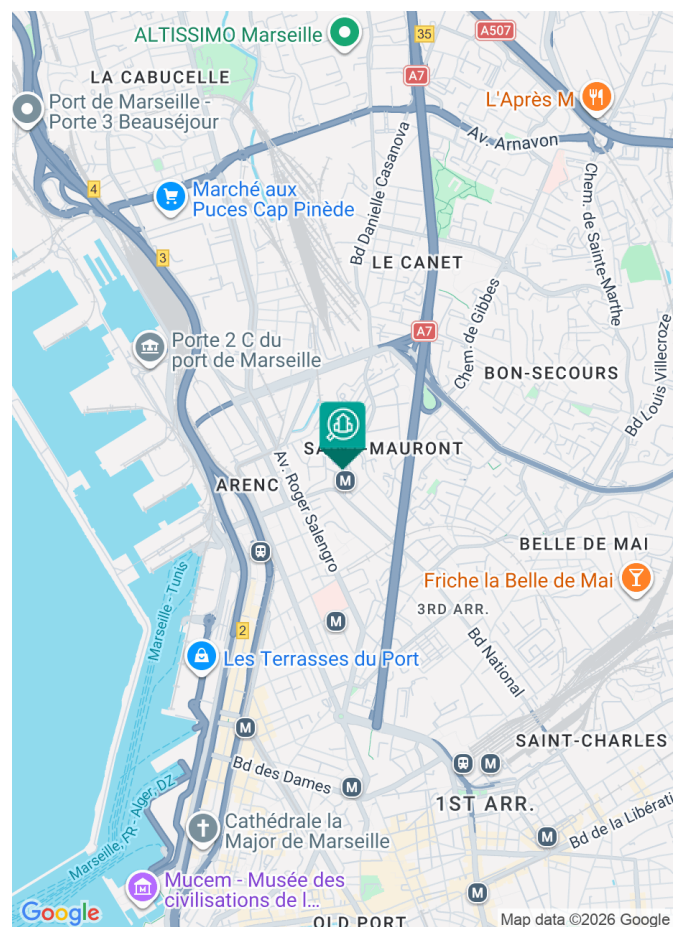 ALTISSIMO Marseille
35
A507
LA CABUCELLE
A7
L'Après M
Port de Marseille -
Porte 3 Beauséjour
Av. Arnavon
Bd Danielle Casanova
Chem. de Sainte-Marthe
4
Marché aux
Puces Cap Pinède
3
LE CANET
Chem. de Gibbes
A7
Porte 2 C du
port de Marseille
BON-SECOURS
Bd Louis Villecroze
MAURONT
M
ARENC
Av. Roger Salengro
BELLE DE MAI
Marseille - Tunis
Friche la Belle de Mai
3RD ARR.
M
2
Bd National
Les Terrasses du Port
M
SAINT-CHARLES
M
Bd des Dames
M
1ST ARR.
Marseille, FR - Alger, DZ
Cathédrale la
Major de Marseille
M
Bd de la Libérati
Mucem - Musée des
civilisations de l...
M
Google
OLD PORT
Map data ©2026 Google